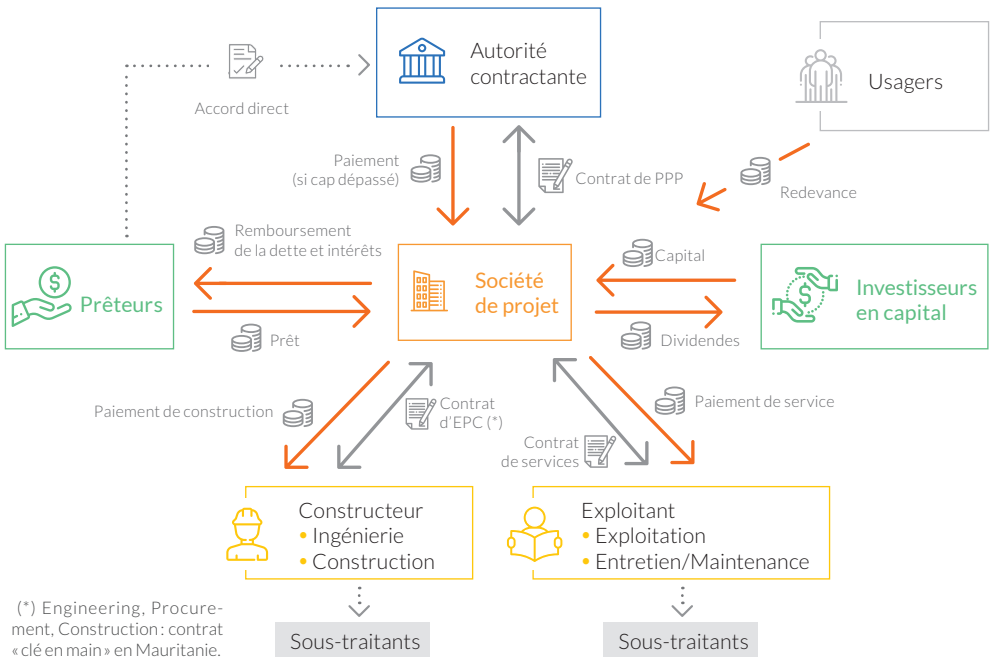 Autorité
contractante
Usagers
Accord direct
Paiement
(si cap dépassé)
Contrat de PPP
Redevance
Remboursement
de la dette et intérêts
Capital
Prêteurs
Société
de projet
Investisseurs
en capital
Prêt
Dividendes
Paiement de construction
Contrat
d'EPC (*)
Paiement de service
Contrat
de services
Constructeur
• Ingénierie
• Construction
Exploitant
• Exploitation
• Entretien/Maintenance
(*) Engineering, Procure-
ment, Construction : contrat
« clé en main » en Mauritanie.
Sous-traitants
Sous-traitants